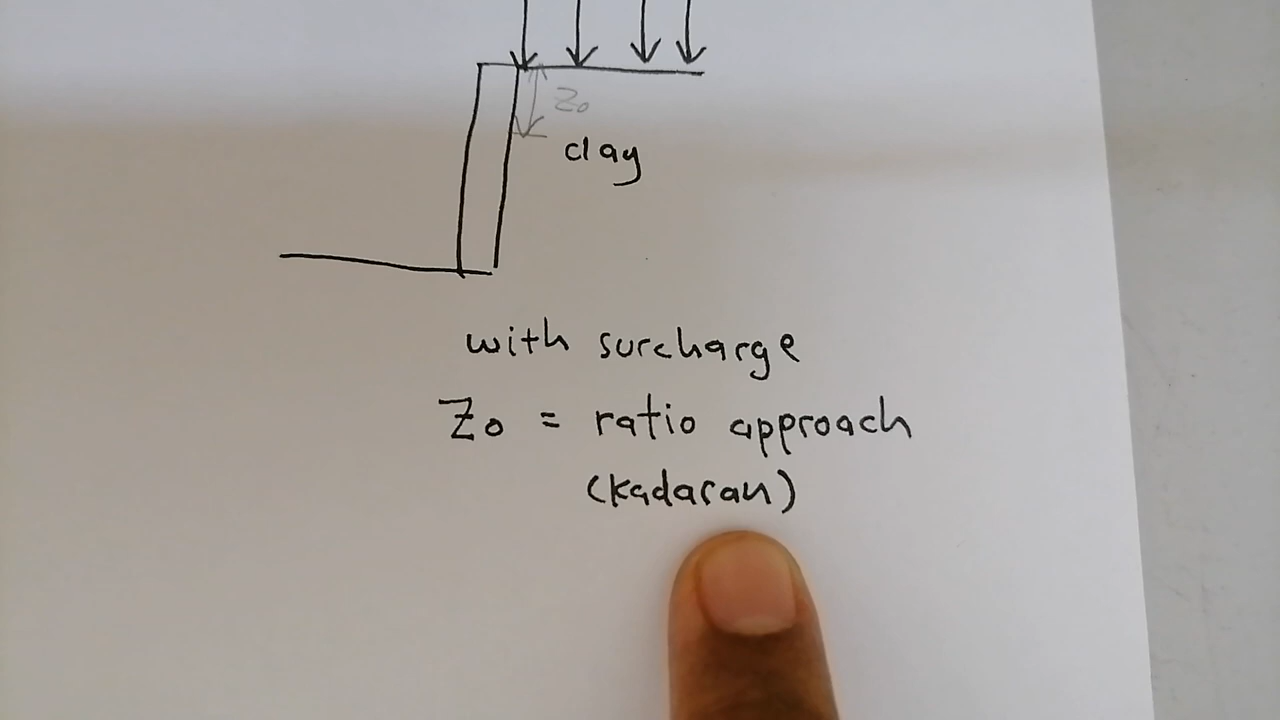 Zo
clay
with surcharge
Zo = ratio approach
(kadaran)